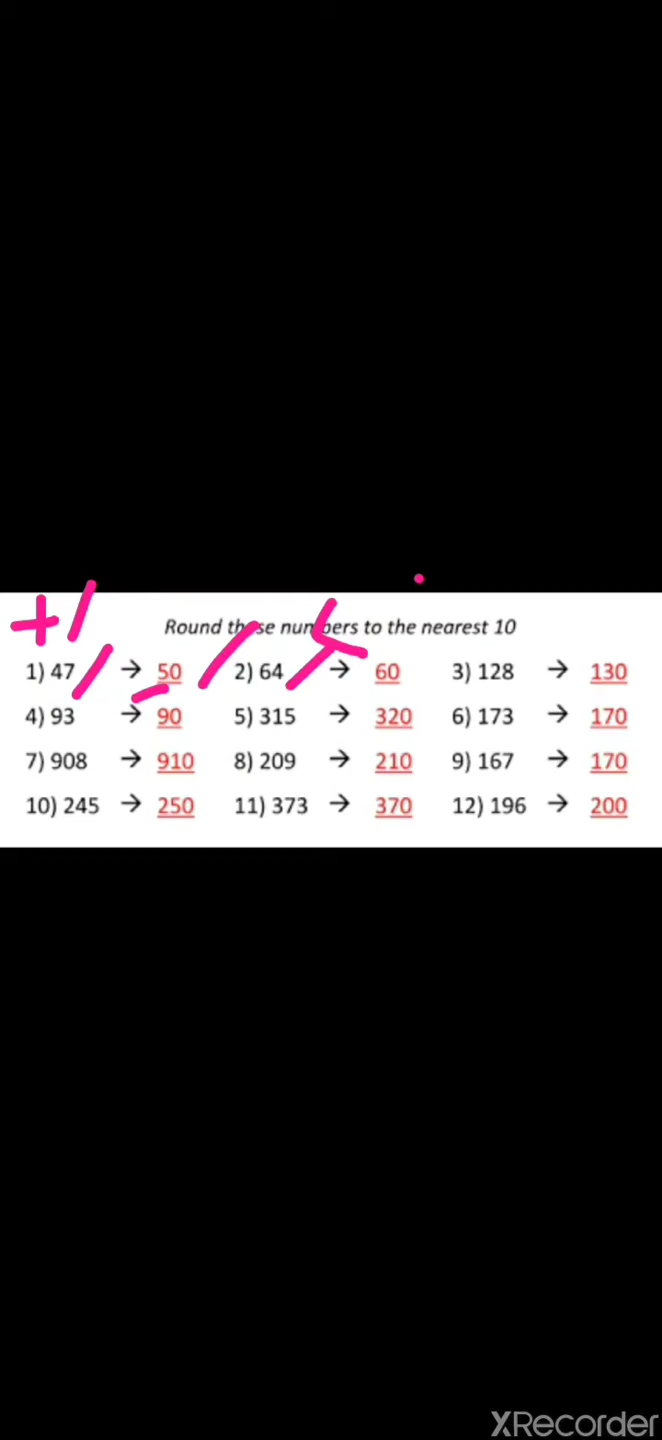 Round these numbers to the nearest 10
1) 47 → 50 2) 64 → 60 3) 128 → 130
4) 93 → 90 5) 315 → 320 6) 173 → 170
7) 908 → 910 8) 209 → 210 9) 167 → 170
10) 245 → 250 11) 373 → 370 12) 196 → 200
XRecorder